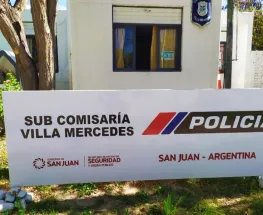 SUB COMISARÍA
VILLA MERCEDES
POLICIA
SAN JUAN
SEGURIDAD
SAN JUAN - ARGENTINA